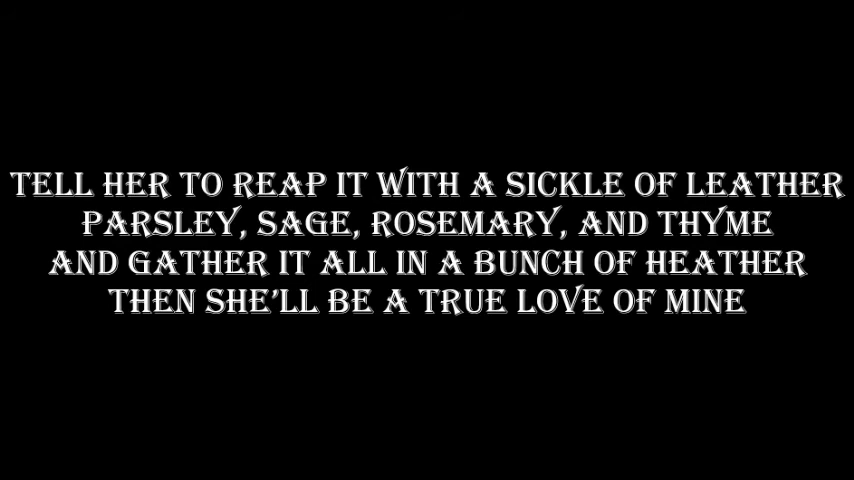 TELL HER TO REAP IT WITH A SICKLE OF LEATHER
PARSLEY, SAGE, ROSEMARY, AND THYME
AND GATHER IT ALL IN A BUNCH OF HEATHER
THEN SHE'LL BE A TRUE LOVE OF MINE